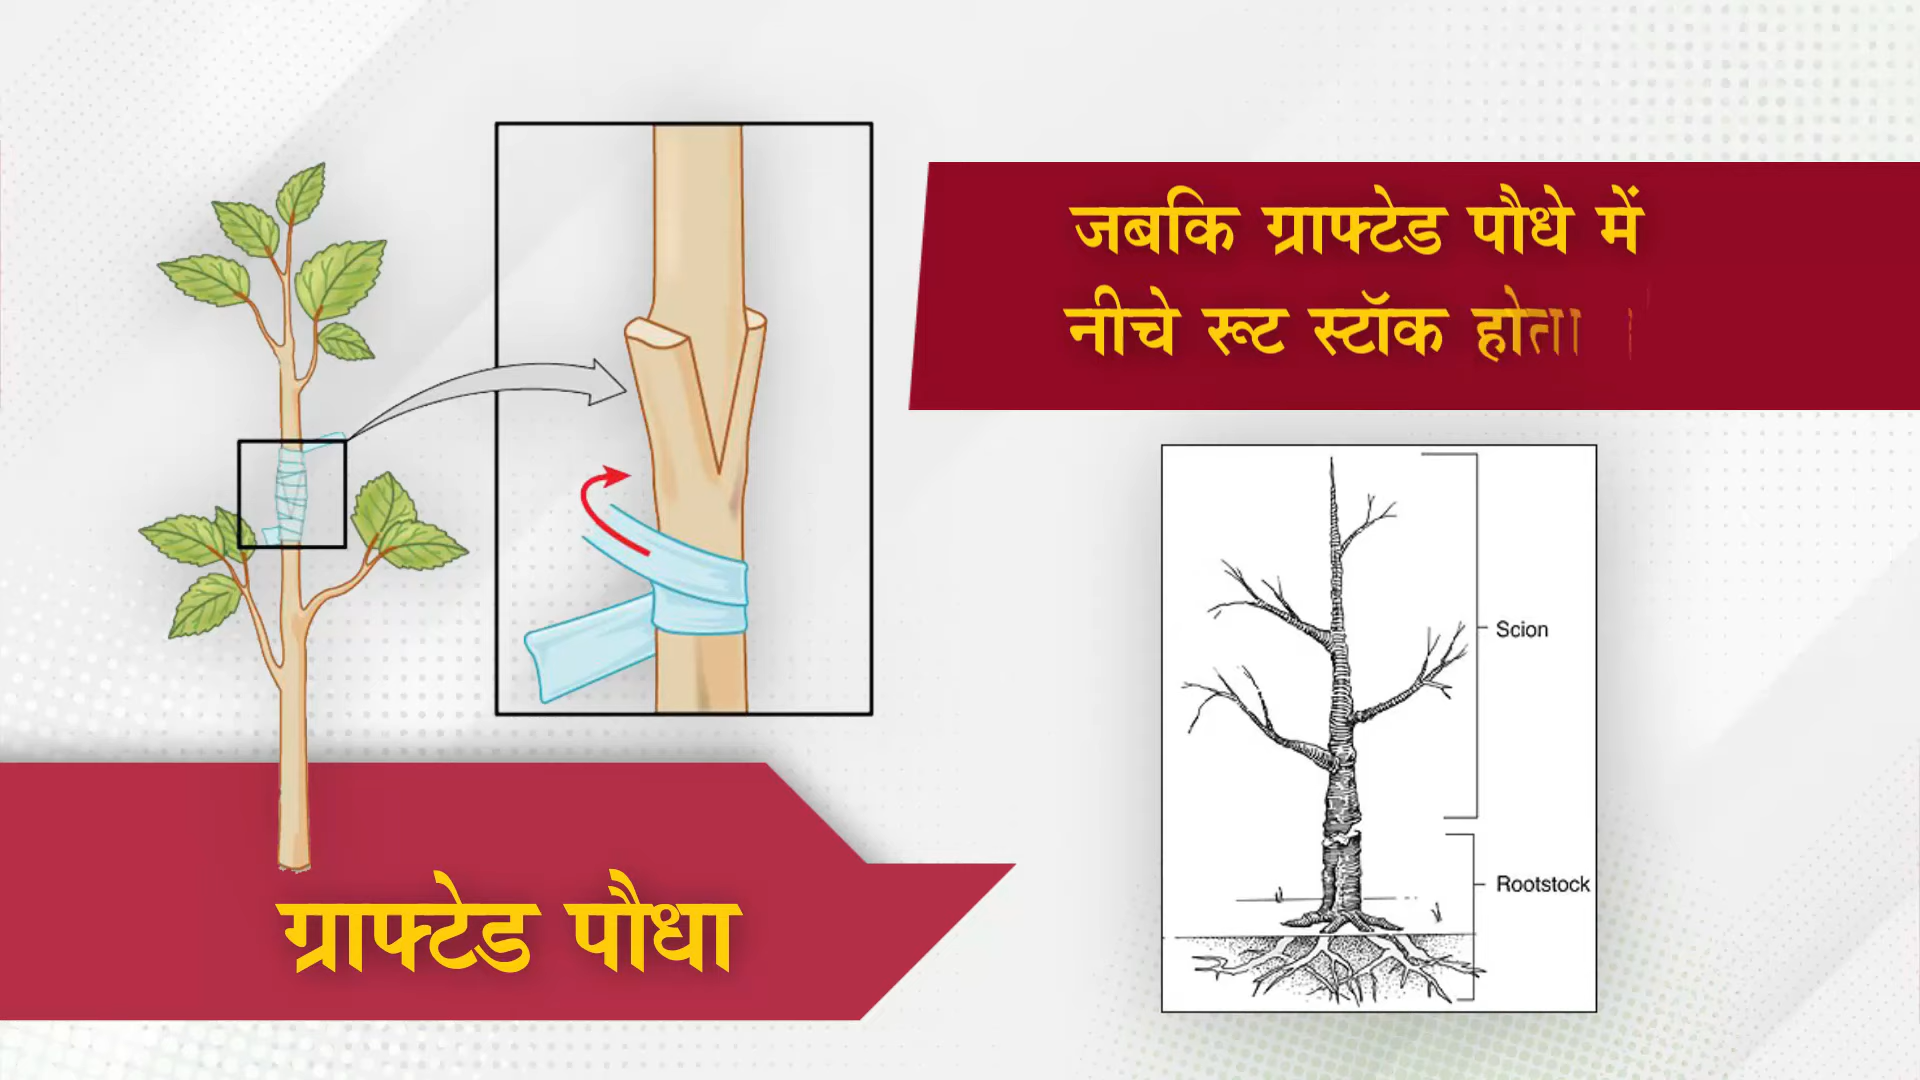 जबकि ग्राफ्टेड पौधे में
नीचे रूट स्टॉक होता
Scion
Rootstock
ग्राफ्टेड पौधा